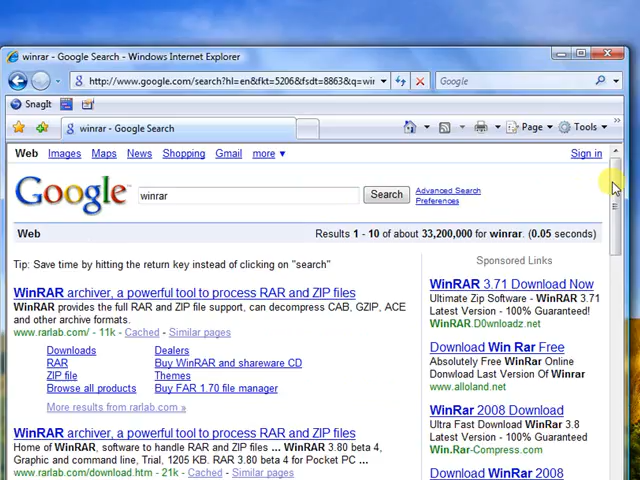 winrar - Google Search - Windows Internet Explorer
http://www.google.com/search?hl=en&fkt=5206&fsdt=8863&q=wir
Google
SnagIt
winrar - Google Search
Page
Tools
Web Images Maps News Shopping Gmail more ▼
Sign in
Google
winrar
Search
Advanced Search
Preferences
Web
Results 1 - 10 of about 33,200,000 for winrar. (0.05 seconds)
Tip: Save time by hitting the return key instead of clicking on "search"
WinRAR archiver, a powerful tool to process RAR and ZIP files
WinRAR provides the full RAR and ZIP file support, can decompress CAB, GZIP, ACE
and other archive formats.
www.rarlab.com/ - 11k - Cached - Similar pages
Downloads
RAR
ZIP file
Browse all products
Dealers
Buy WinRAR and shareware CD
Themes
Buy FAR 1.70 file manager
More results from rarlab.com »
WinRAR archiver, a powerful tool to process RAR and ZIP files
Home of WinRAR, software to handle RAR and ZIP files ... WinRAR 3.80 beta 4,
Graphic and command line, Trial, 1205 KB. RAR 3.80 beta 4 for Pocket PC ...
www.rarlab.com/download.htm - 21k - Cached - Similar pages
Sponsored Links
WinRAR 3.71 Download Now
Ultimate Zip Software - WinRAR 3.71
Latest Version - 100% Guaranteed!
WinRAR.D0wnloadz.net
Download Win Rar Free
Absolutely Free WinRar Online
Donwload Last Version Of Winrar
www.alloland.net
WinRar 2008 Download
Ultra Fast Download WinRar 3.8
Latest Version - 100% Guaranteed
Win.Rar-Compress.com
Download WinRar 2008